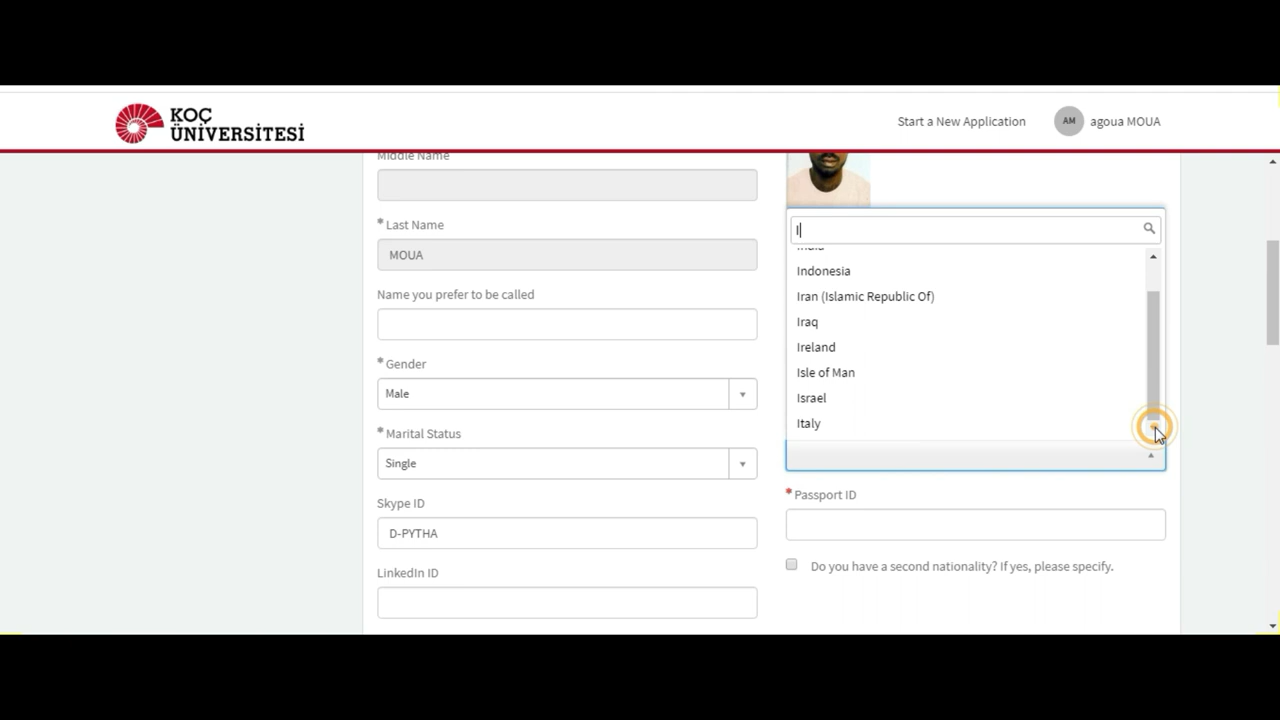 KOÇ
ÜNİVERSİTESİ
Start a New Application
AM
agoua MOUA
Middle Name
* Last Name
MOUA
Name you prefer to be called
* Gender
Male
* Marital Status
Single
Skype ID
D-PYTHA
LinkedIn ID
I
India
Indonesia
Iran (Islamic Republic Of)
Iraq
Ireland
Isle of Man
Israel
Italy
* Passport ID
Do you have a second nationality? If yes, please specify.